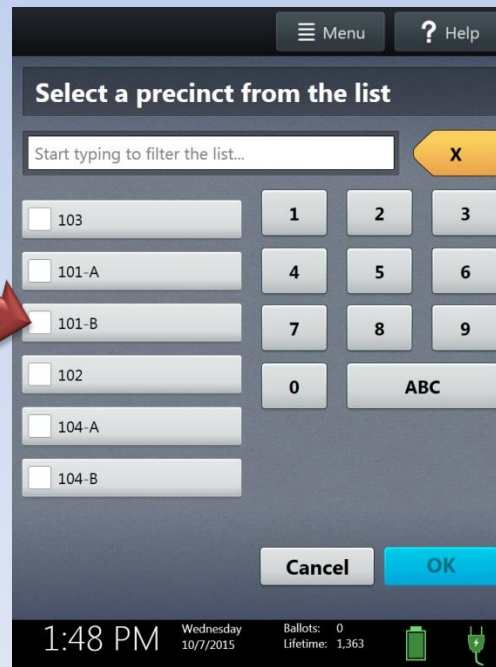 Menu ? Help
Select a precinct from the list
Start typing to filter the list... X
103
101-A
101-B
102
104-A
104-B
1 2 3
4 5 6
7 8 9
0 ABC
Cancel OK
1:48 PM Wednesday Ballots: 0
10/7/2015 Lifetime: 1,363